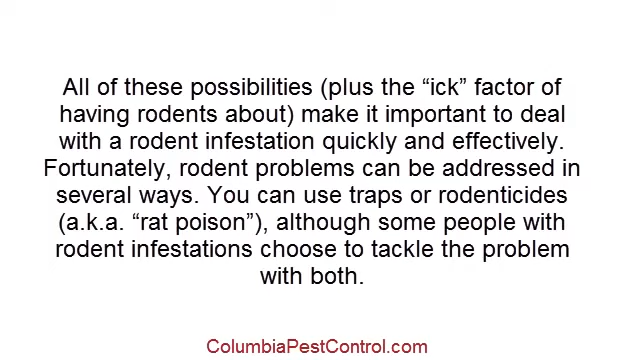 All of these possibilities (plus the “ick” factor of
having rodents about) make it important to deal
with a rodent infestation quickly and effectively.
Fortunately, rodent problems can be addressed in
several ways. You can use traps or rodenticides
(a.k.a. “rat poison”), although some people with
rodent infestations choose to tackle the problem
with both.
ColumbiaPestControl.com